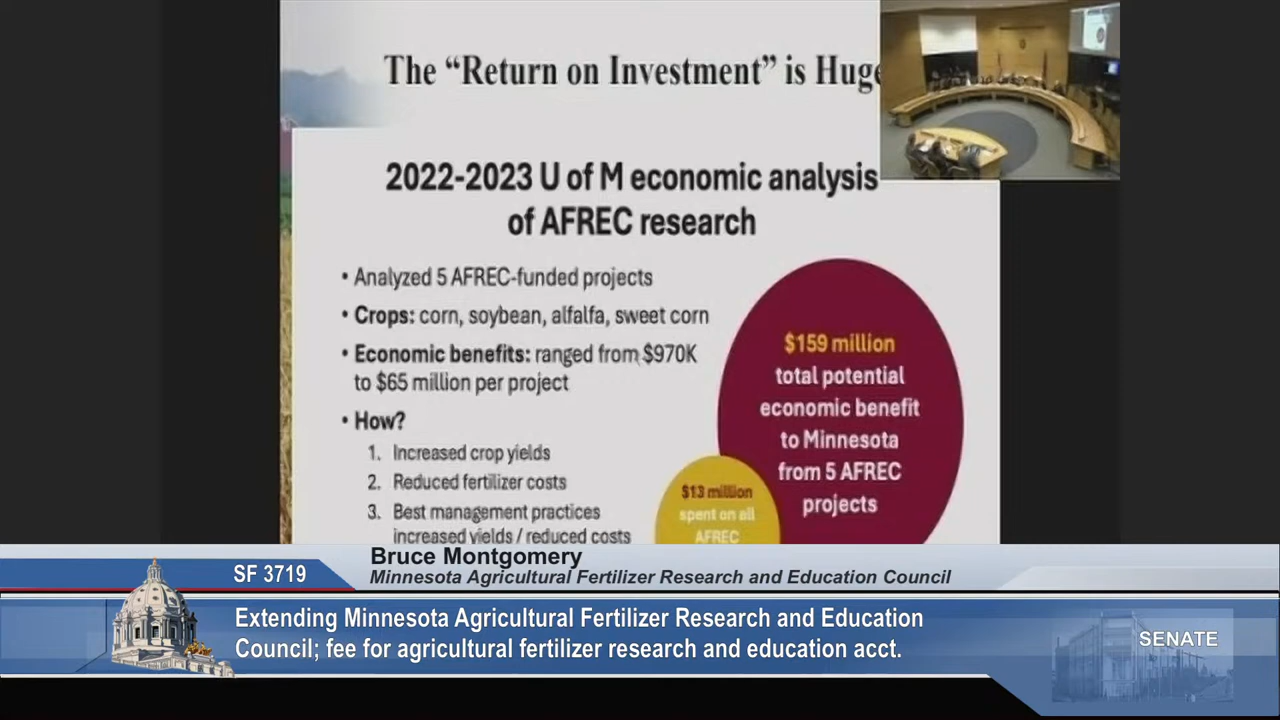 The “Return on Investment” is Huge
2022-2023 U of M economic analysis
of AFREC research
• Analyzed 5 AFREC-funded projects
• Crops: corn, soybean, alfalfa, sweet corn
• Economic benefits: ranged from $970K
to $65 million per project
• How?
1. Increased crop yields
2. Reduced fertilizer costs
3. Best management practices
increased yields / reduced costs
$159 million
total potential
economic benefit
to Minnesota
from 5 AFREC
projects
$13 million
spent on all
AFREC
Bruce Montgomery
Minnesota Agricultural Fertilizer Research and Education Council
SF 3719
Extending Minnesota Agricultural Fertilizer Research and Education
Council; fee for agricultural fertilizer research and education acct.
SENATE